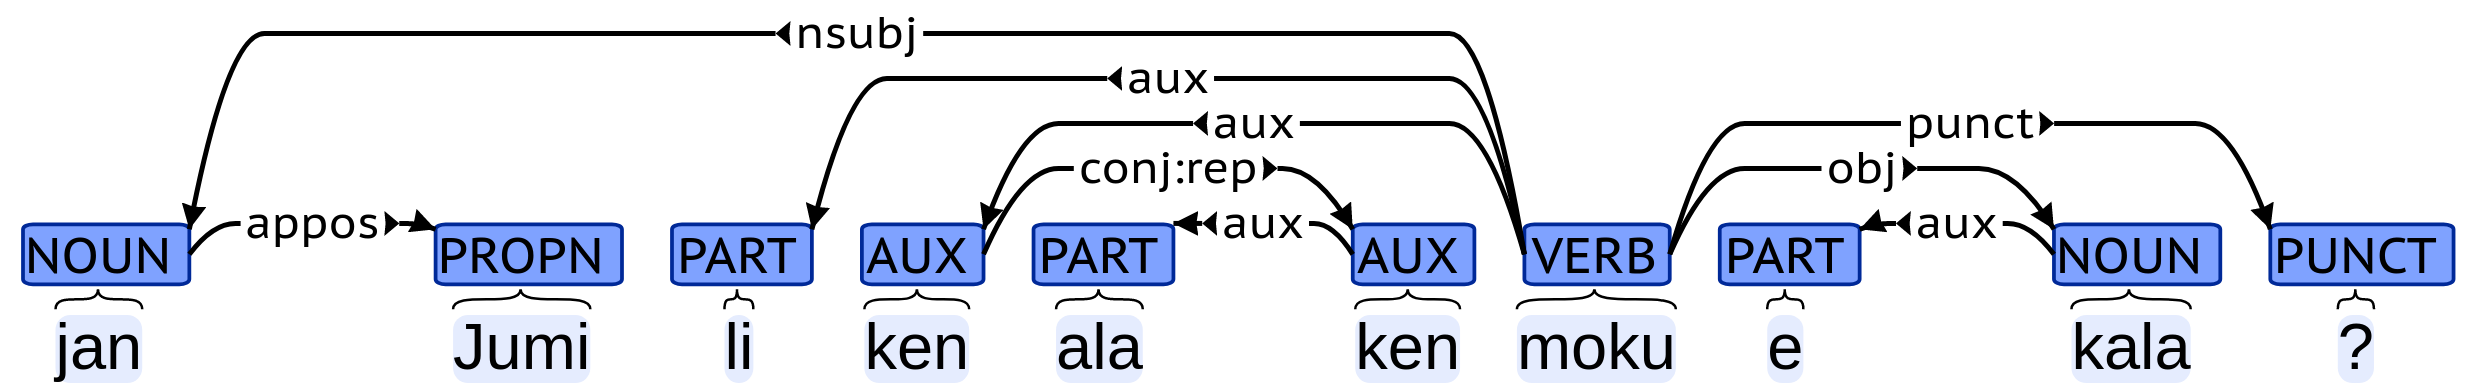 nsubj
aux
aux punct
conj:rep obj
appos aux aux
NOUN PROPN PART AUX PART AUX VERB PART NOUN PUNCT
jan Jumi li ken ala ken moku e kala ?